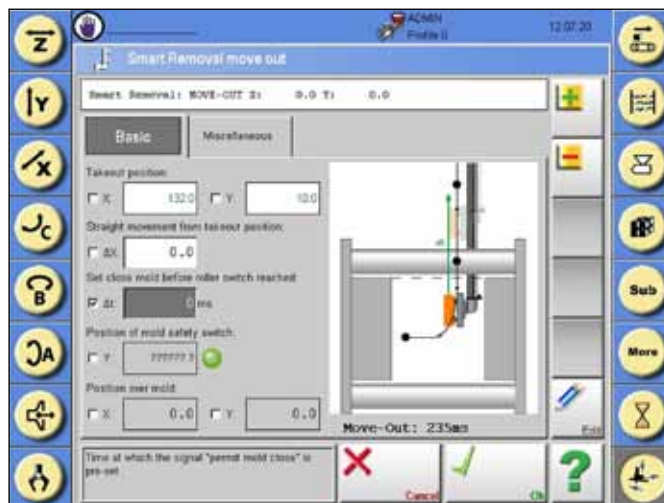 ADMIN
Profile
12.07.20
Smart Removal move out
Smart Removal: MOVE-OUT Z: 0.0 Y: 0.0
Basic
Miscellaneous
Takeout position:
X: 132.0 Y: 10.0
Straight movement from takeout position:
ΔX: 0.0
Set close mold before roller switch reached:
Δt: 0 ms
Position of mold safety switch:
Y ??????.?
Position over mold:
X 0.0 Y: 0.0
Move-Out: 235ms
Time at which the signal "permit mold close" is pre-set
Cancel
Ok
Z
Y
X
C
B
A
Sub
More